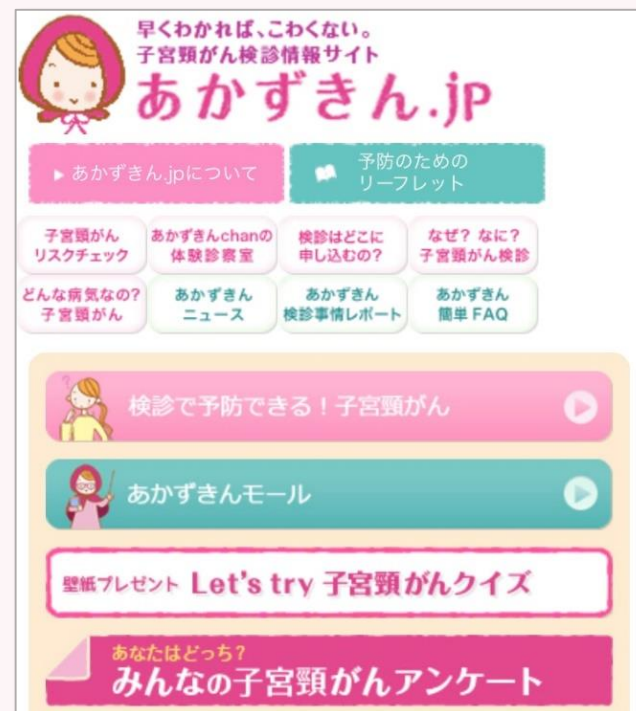 早くわかれば、こわくない。
子宮頸がん検診情報サイト
あかずきん.jp
あかずきん.jpについて
予防のための
リーフレット
子宮頸がん
リスクチェック
あかずきんchanの
体験診察室
検診はどこに
申し込むの?
なぜ? なに?
子宮頸がん検診
どんな病気なの?
子宮頸がん
あかずきん
ニュース
あかずきん
検診事情レポート
あかずきん
簡単 FAQ
検診で予防できる!子宮頸がん
あかずきんモール
壁紙プレゼント Let's try 子宮頸がんクイズ
あなたはどっち?
みんなの子宮頸がんアンケート